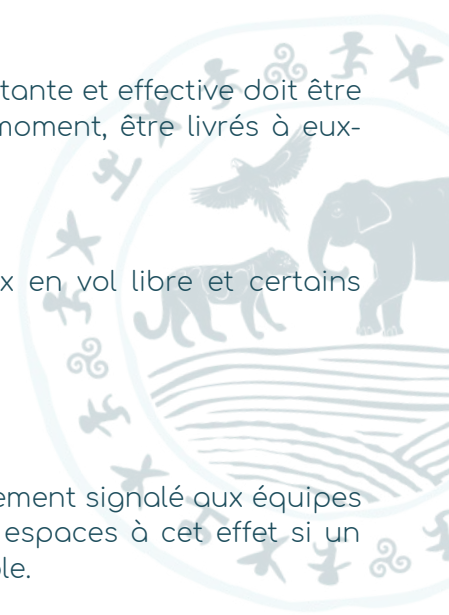 tante et effective doit être
moment, être livrés à eux-
x en vol libre et certains
ement signalé aux équipes
espaces à cet effet si un
le.